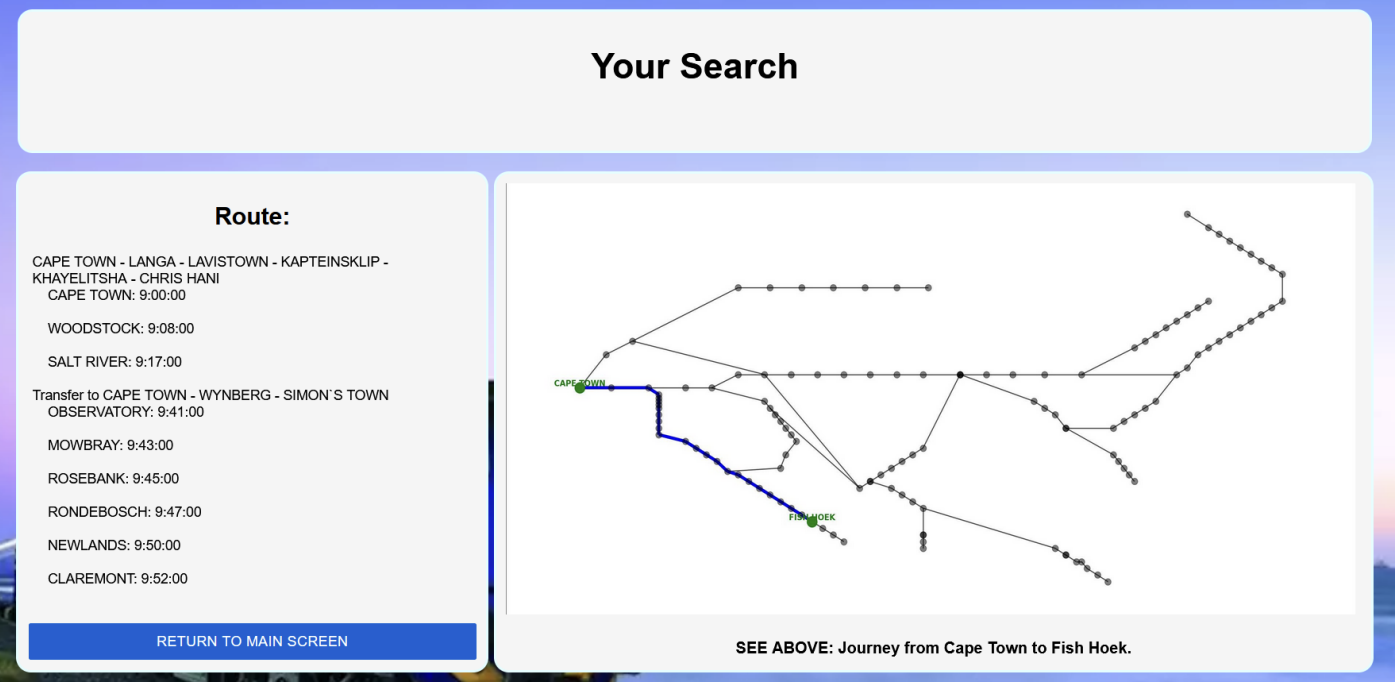 Your Search
Route:
CAPE TOWN - LANGA - LAVISTOWN - KAPTEINSKLIP -
KHAYELITSHA - CHRIS HANI
CAPE TOWN: 9:00:00
WOODSTOCK: 9:08:00
SALT RIVER: 9:17:00
Transfer to CAPE TOWN - WYNBERG - SIMON`S TOWN
OBSERVATORY: 9:41:00
MOWBRAY: 9:43:00
ROSEBANK: 9:45:00
RONDEBOSCH: 9:47:00
NEWLANDS: 9:50:00
CLAREMONT: 9:52:00
RETURN TO MAIN SCREEN
CAPE TOWN
FISH HOEK
SEE ABOVE: Journey from Cape Town to Fish Hoek.